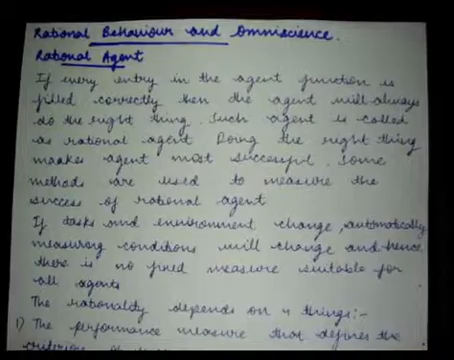 Rational Behaviour and Omniscience.
Rational Agent
If every entry in the agent function is
filled correctly then the agent will always
do the right thing. Such agent is called
as rational agent Doing the right thing
makes agent most successful. Some
methods are used to measure the
success of rational agent
If tasks and environment change, automatically
measuring conditions will change and hence
there is no fixed measure suitable for
all agents
The rationality depends on 4 things:-
1) The performance measure that defines the
criterion of